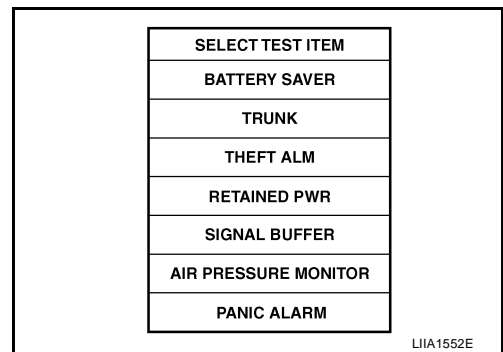 SELECT TEST ITEM
BATTERY SAVER
TRUNK
THEFT ALM
RETAINED PWR
SIGNAL BUFFER
AIR PRESSURE MONITOR
PANIC ALARM
LIIA1552E